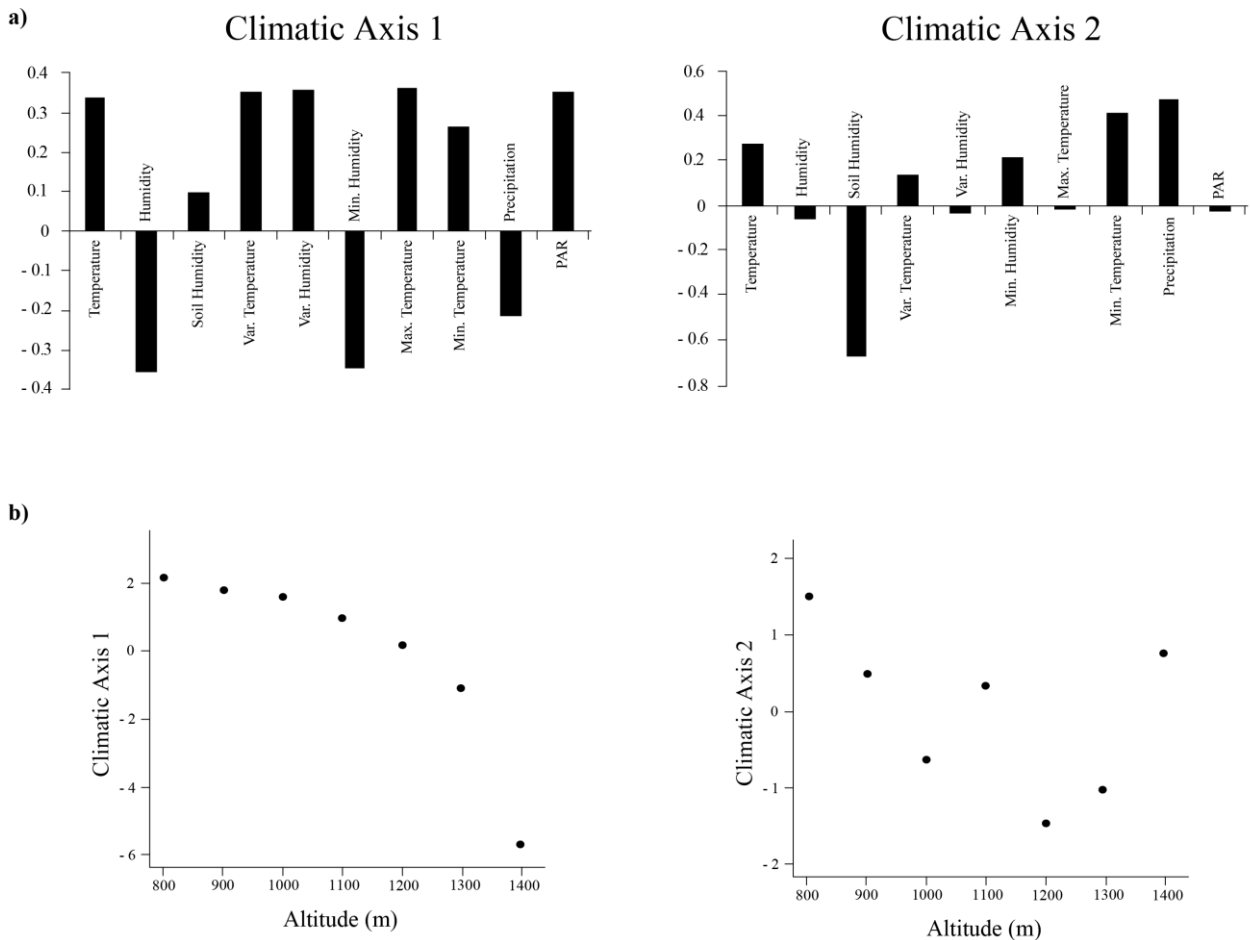 a)
Climatic Axis 1
0.4
0.3
0.2
0.1
0
- 0.1
- 0.2
- 0.3
- 0.4
Temperature
Humidity
Soil Humidity
Var. Temperature
Var. Humidity
Min. Humidity
Max. Temperature
Min. Temperature
Precipitation
PAR
Climatic Axis 2
0.6
0.4
0.2
0
- 0.2
- 0.4
- 0.6
- 0.8
Temperature
Humidity
Soil Humidity
Var. Temperature
Var. Humidity
Min. Humidity
Max. Temperature
Min. Temperature
Precipitation
PAR
b)
Climatic Axis 1
2
0
- 2
- 4
- 6
800 900 1000 1100 1200 1300 1400
Altitude (m)
Climatic Axis 2
2
1
0
- 1
- 2
800 900 1000 1100 1200 1300 1400
Altitude (m)